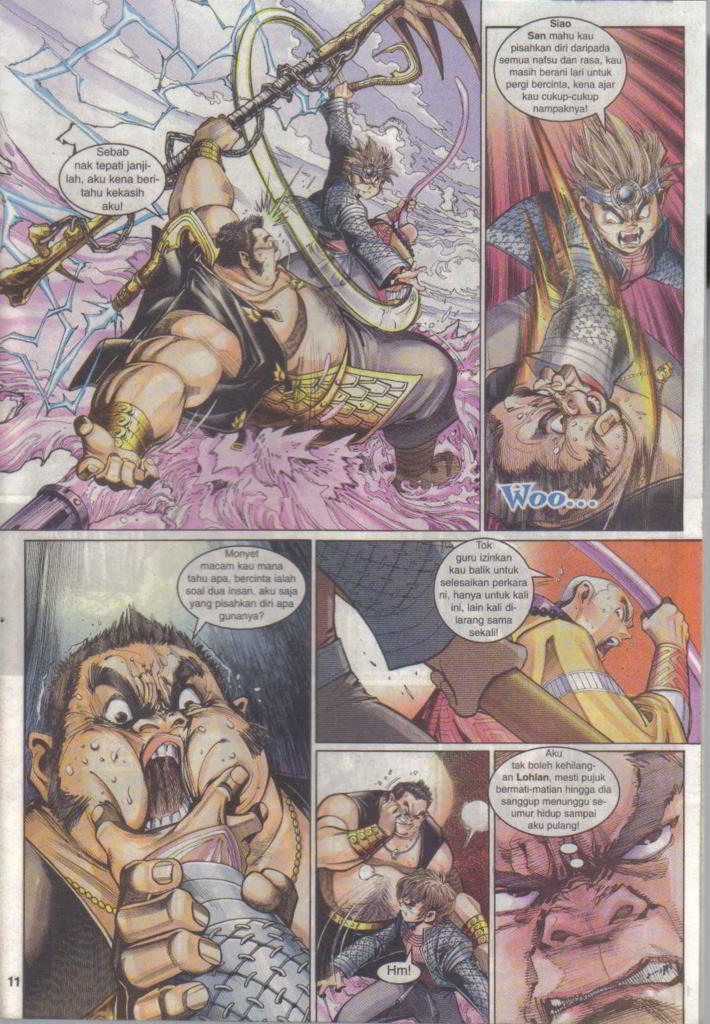 Sebab
nak tepati janji-
lah, aku kena beri-
tahu kekasih
aku!
Siao
San mahu kau
pisahkan diri daripada
semua nafsu dan rasa, kau
masih berani lari untuk
pergi bercinta, kena ajar
kau cukup-cukup
nampaknya!
Woo...
Monyet
macam kau mana
tahu apa, bercinta ialah
soal dua insan, aku saja
yang pisahkan diri apa
gunanya?
Tok
guru izinkan
kau balik untuk
selesaikan perkara
ni, hanya untuk kali
ini, lain kali di-
larang sama
sekali!
Hm!
Aku
tak boleh kehilang-
an Lohlan, mesti pujuk
bermati-matian hingga dia
sanggup menunggu se-
umur hidup sampai
aku pulang!
11